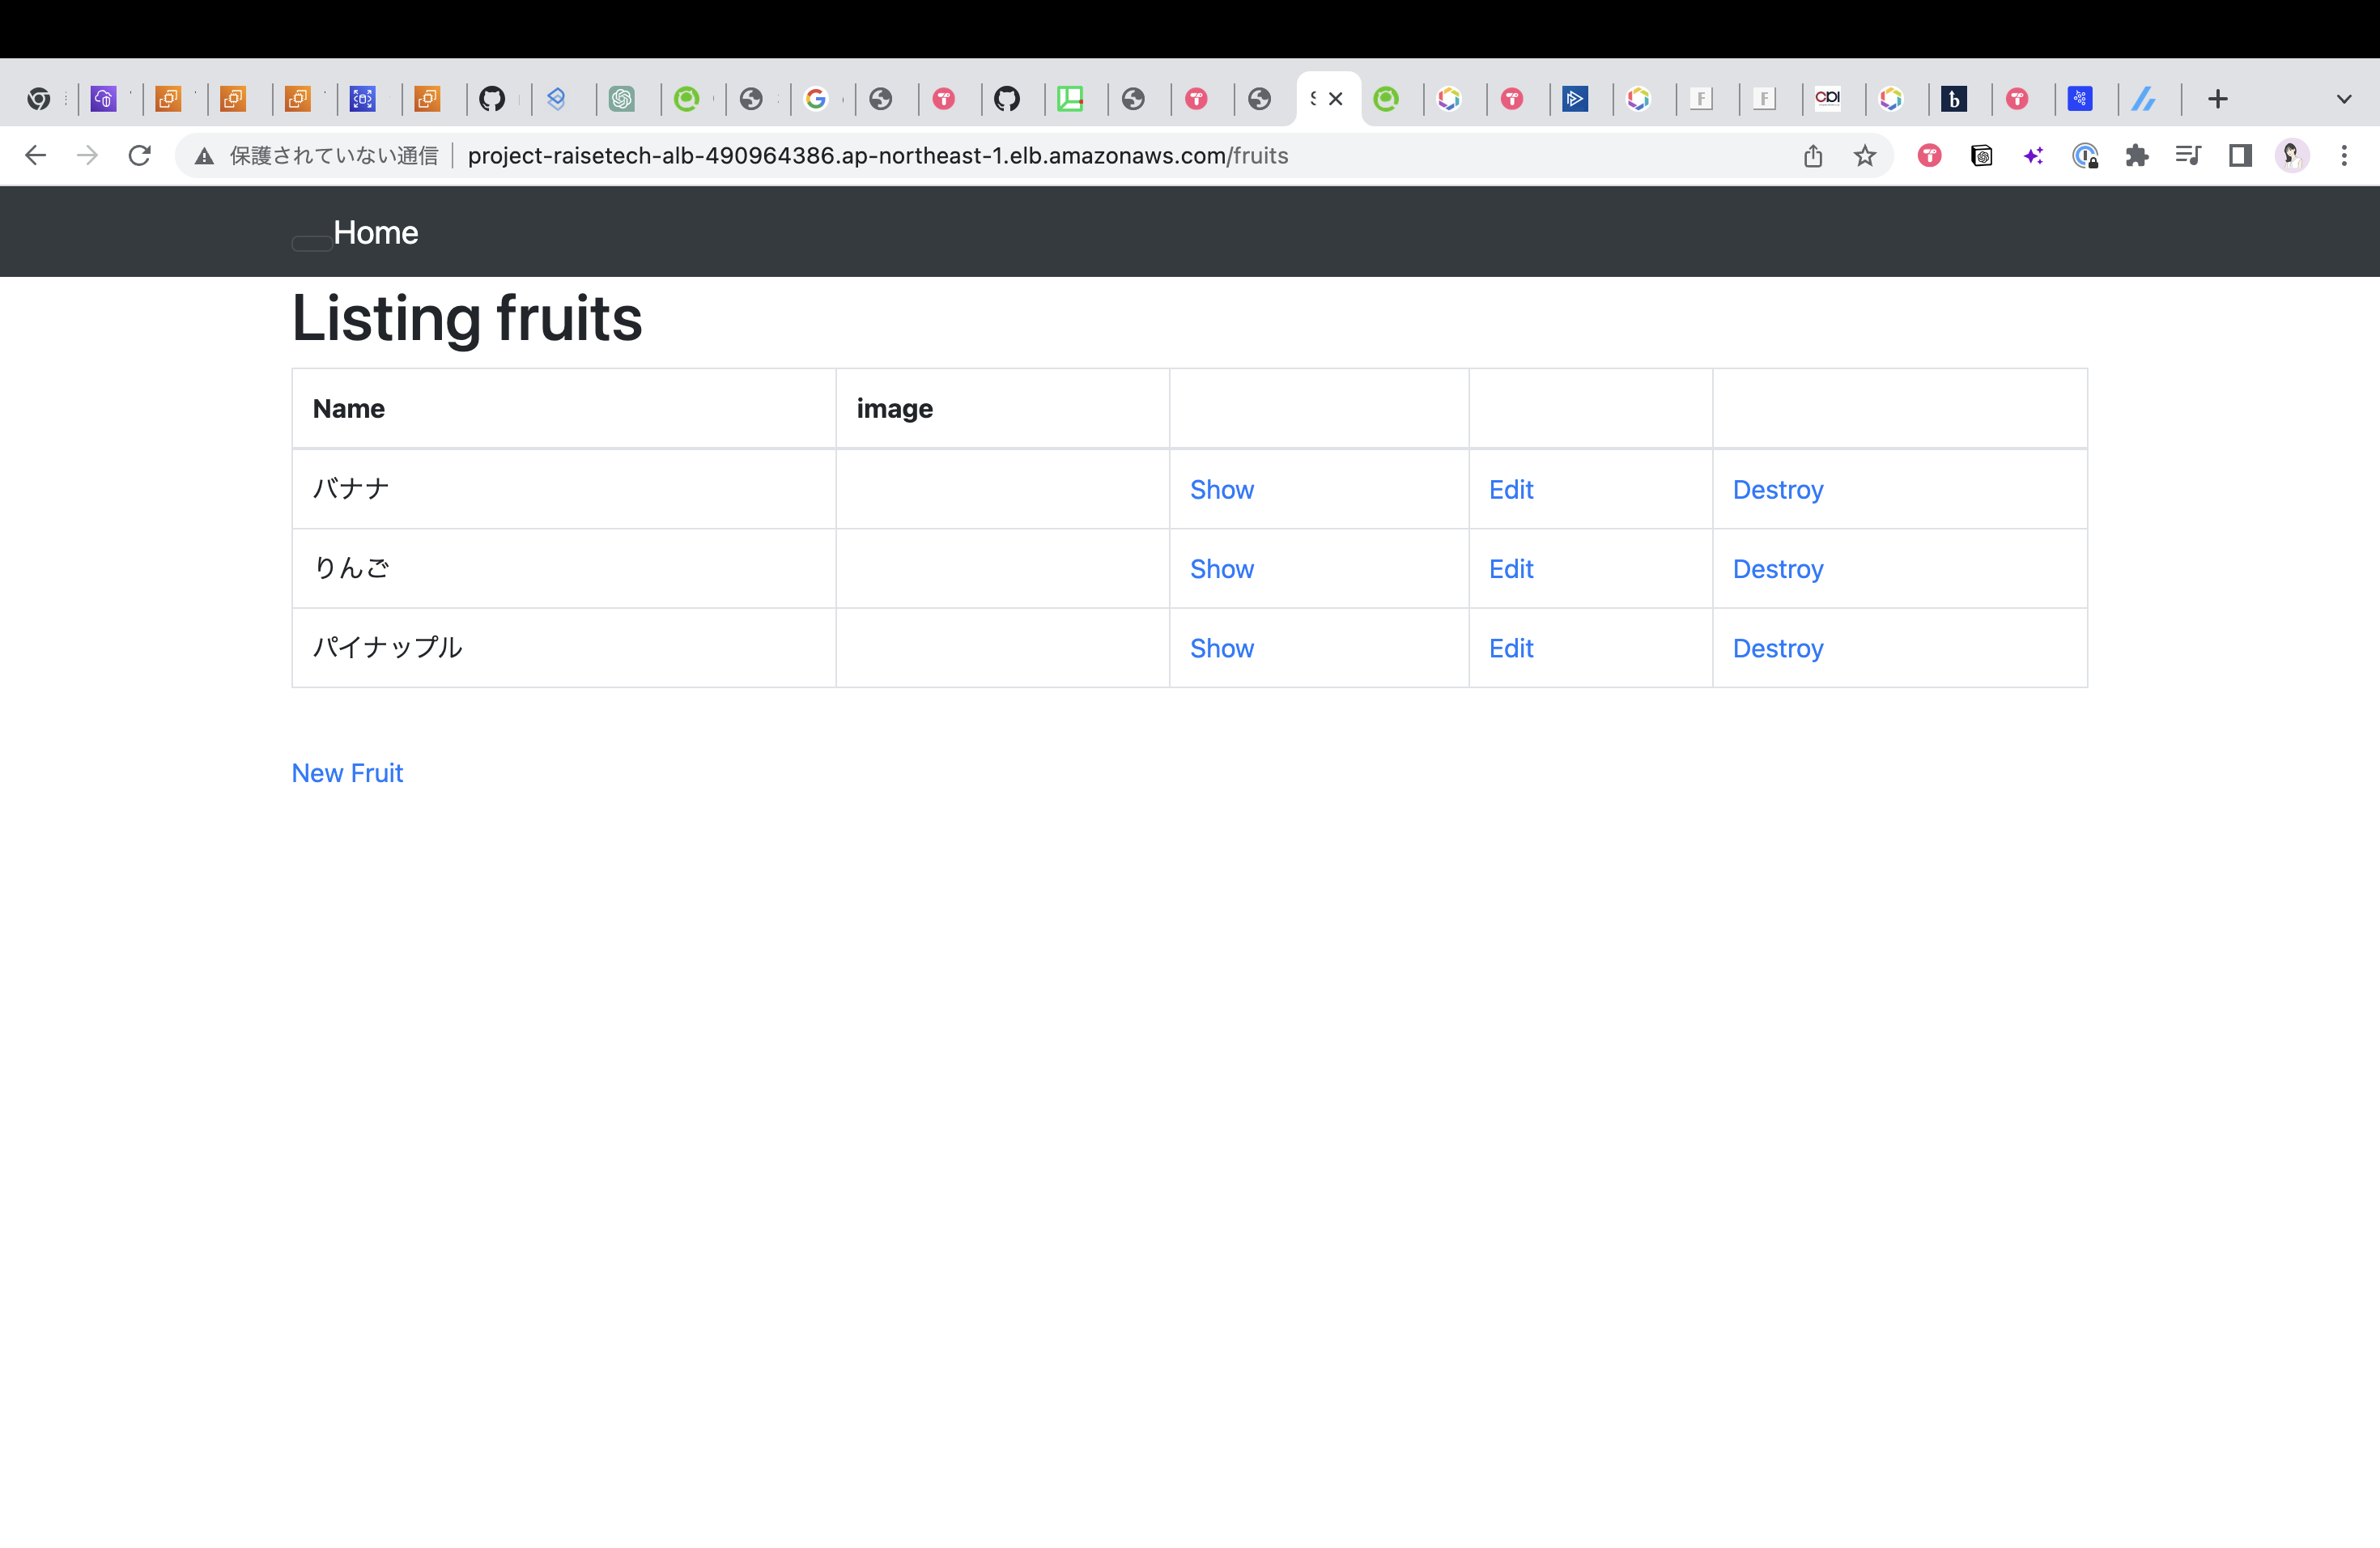 保護されていない通信 project-raisetech-alb-490964386.ap-northeast-1.elb.amazonaws.com/fruits
Home
Listing fruits
Name image
バナナ Show Edit Destroy
りんご Show Edit Destroy
パイナップル Show Edit Destroy
New Fruit